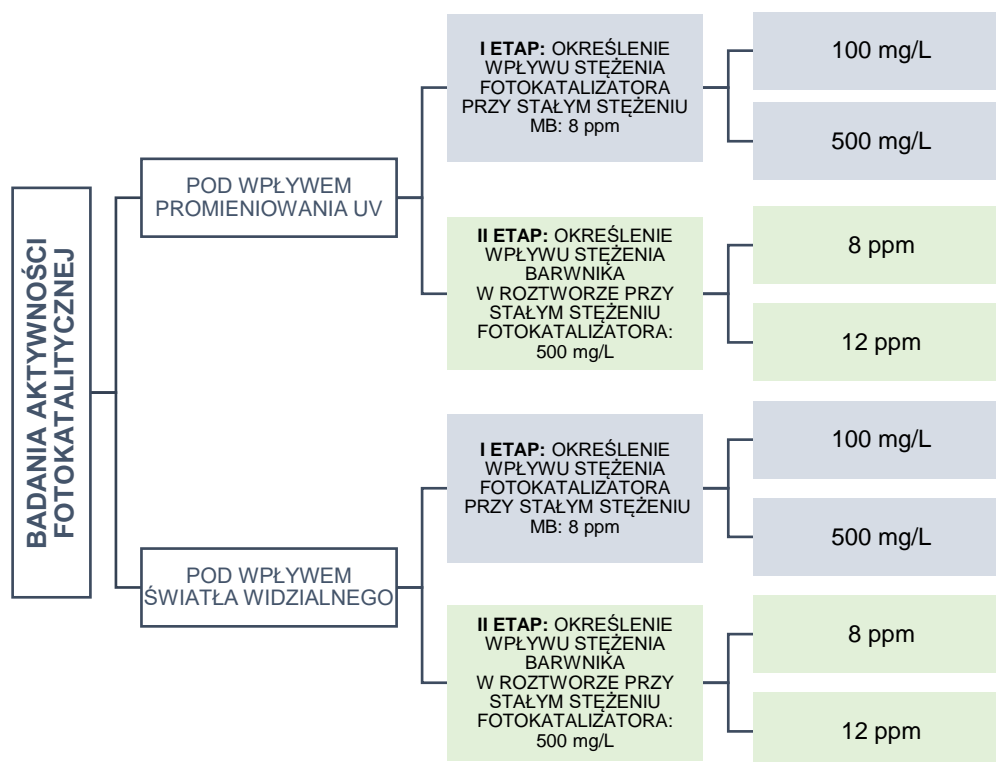 BADANIA AKTYWNOŚCI
FOTOKATALITYCZNEJ
POD WPŁYWEM
PROMIENIOWANIA UV
I ETAP: OKREŚLENIE
WPŁYWU STĘŻENIA
FOTOKATALIZATORA
PRZY STAŁYM STĘŻENIU
MB: 8 ppm
100 mg/L
500 mg/L
II ETAP: OKREŚLENIE
WPŁYWU STĘŻENIA
BARWNIKA
W ROZTWORZE PRZY
STAŁYM STĘŻENIU
FOTOKATALIZATORA:
500 mg/L
8 ppm
12 ppm
POD WPŁYWEM
ŚWIATŁA WIDZIALNEGO
I ETAP: OKREŚLENIE
WPŁYWU STĘŻENIA
FOTOKATALIZATORA
PRZY STAŁYM STĘŻENIU
MB: 8 ppm
100 mg/L
500 mg/L
II ETAP: OKREŚLENIE
WPŁYWU STĘŻENIA
BARWNIKA
W ROZTWORZE PRZY
STAŁYM STĘŻENIU
FOTOKATALIZATORA:
500 mg/L
8 ppm
12 ppm